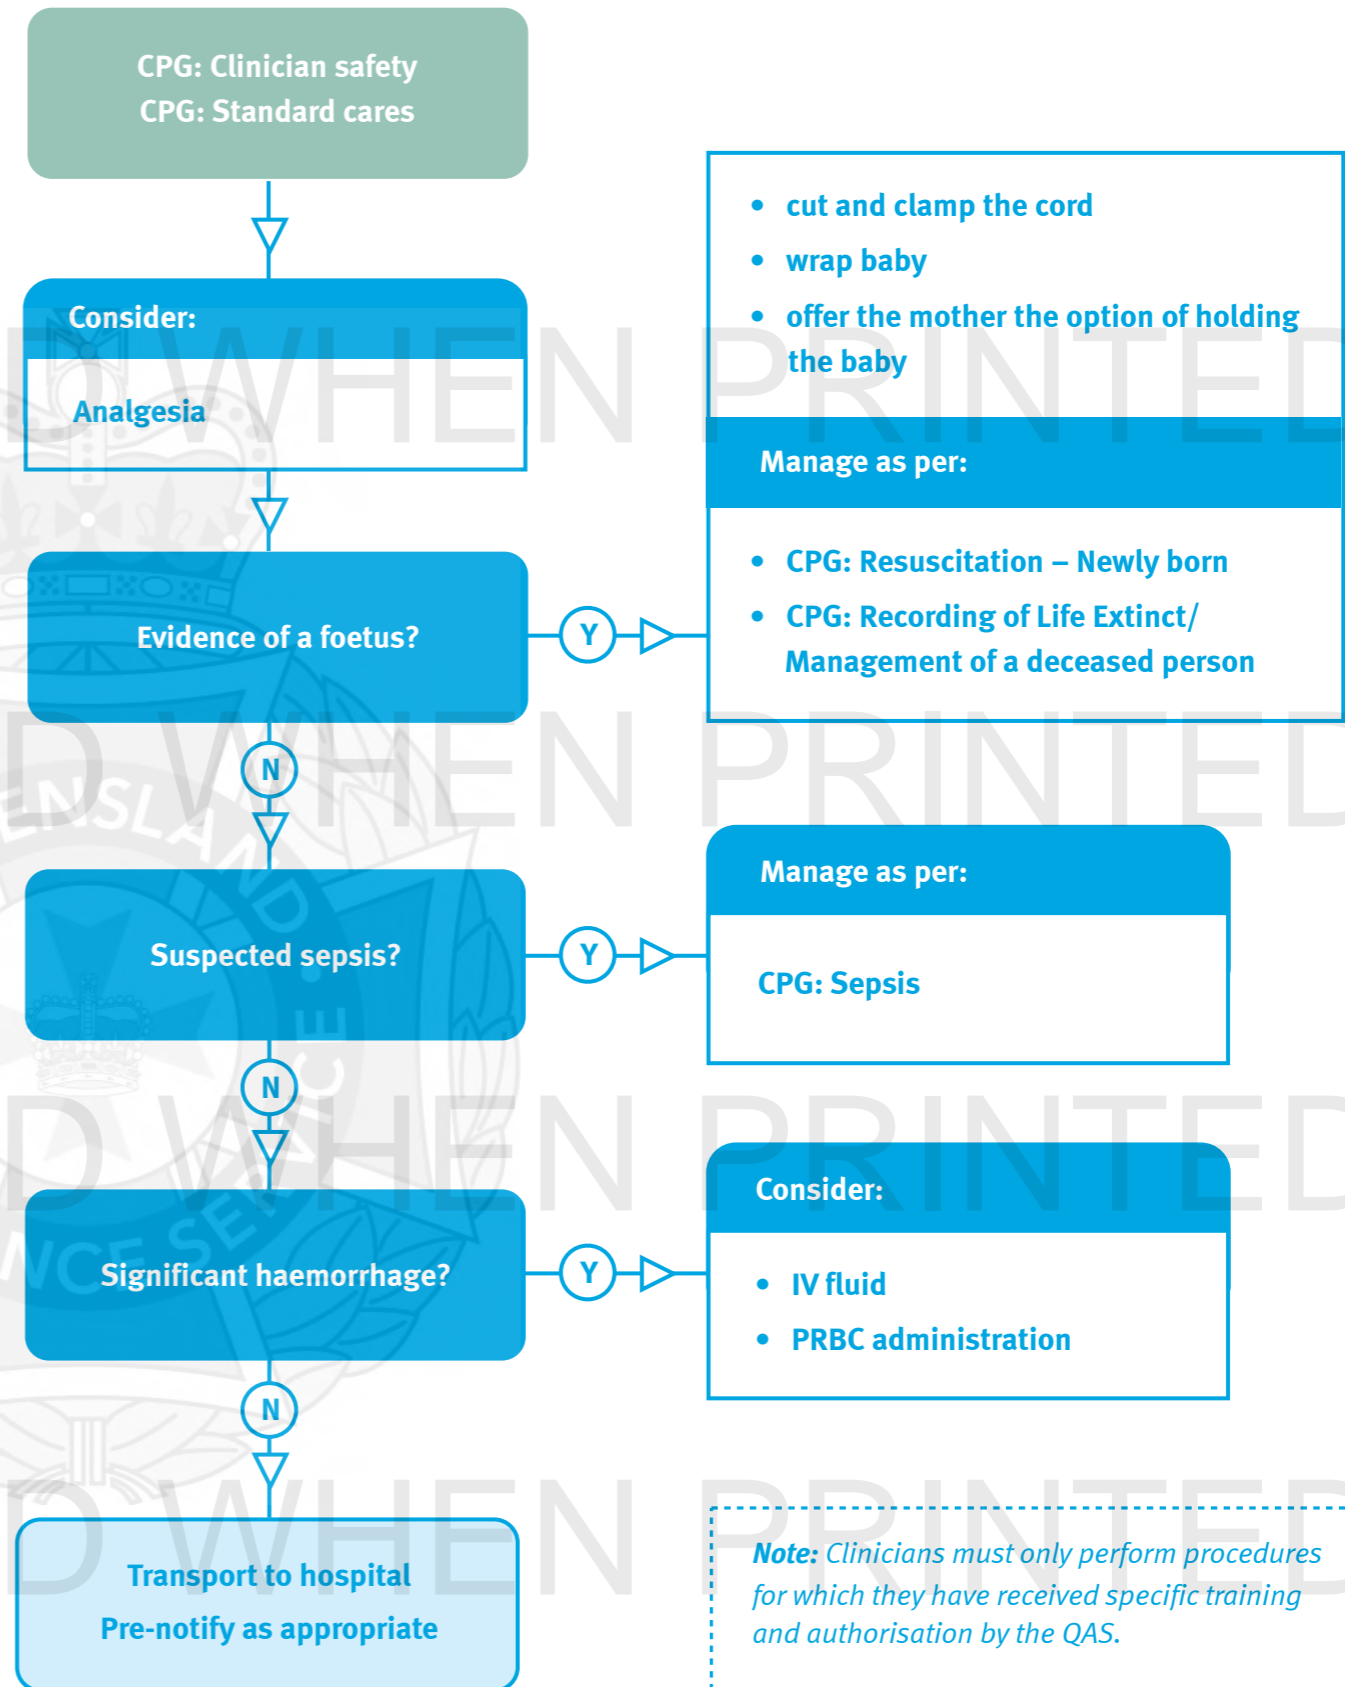 CPG: Clinician safety
CPG: Standard cares
Consider:
Analgesia
Evidence of a foetus?
Y
• cut and clamp the cord
• wrap baby
• offer the mother the option of holding
the baby
Manage as per:
• CPG: Resuscitation – Newly born
• CPG: Recording of Life Extinct/
Management of a deceased person
N
Suspected sepsis?
Y
Manage as per:
CPG: Sepsis
N
Significant haemorrhage?
Y
Consider:
• IV fluid
• PRBC administration
N
Transport to hospital
Pre-notify as appropriate
Note: Clinicians must only perform procedures
for which they have received specific training
and authorisation by the QAS.
D WHEN PRINTED
D WHEN PRINTED
D WHEN PRINTED
D WHEN PRINTED
ENSLAND
NCE SERVICE